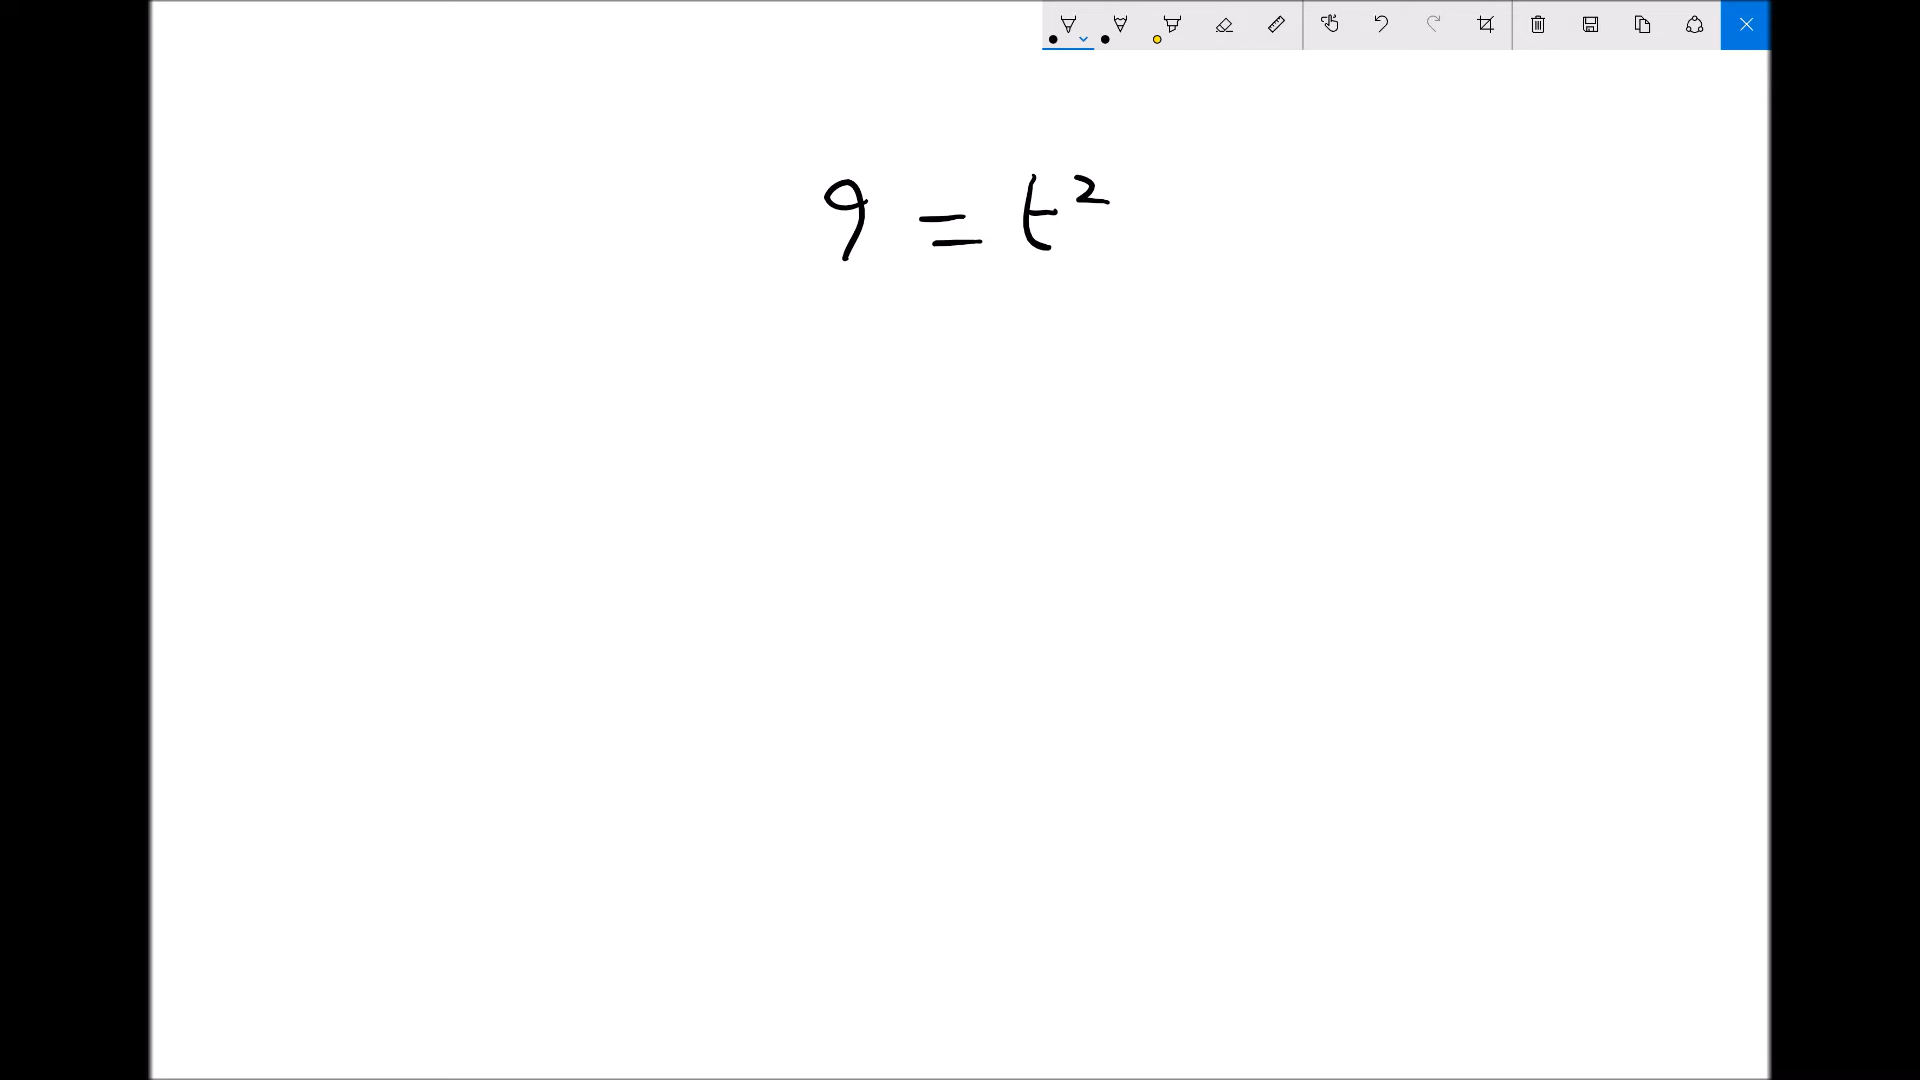 9 = t²